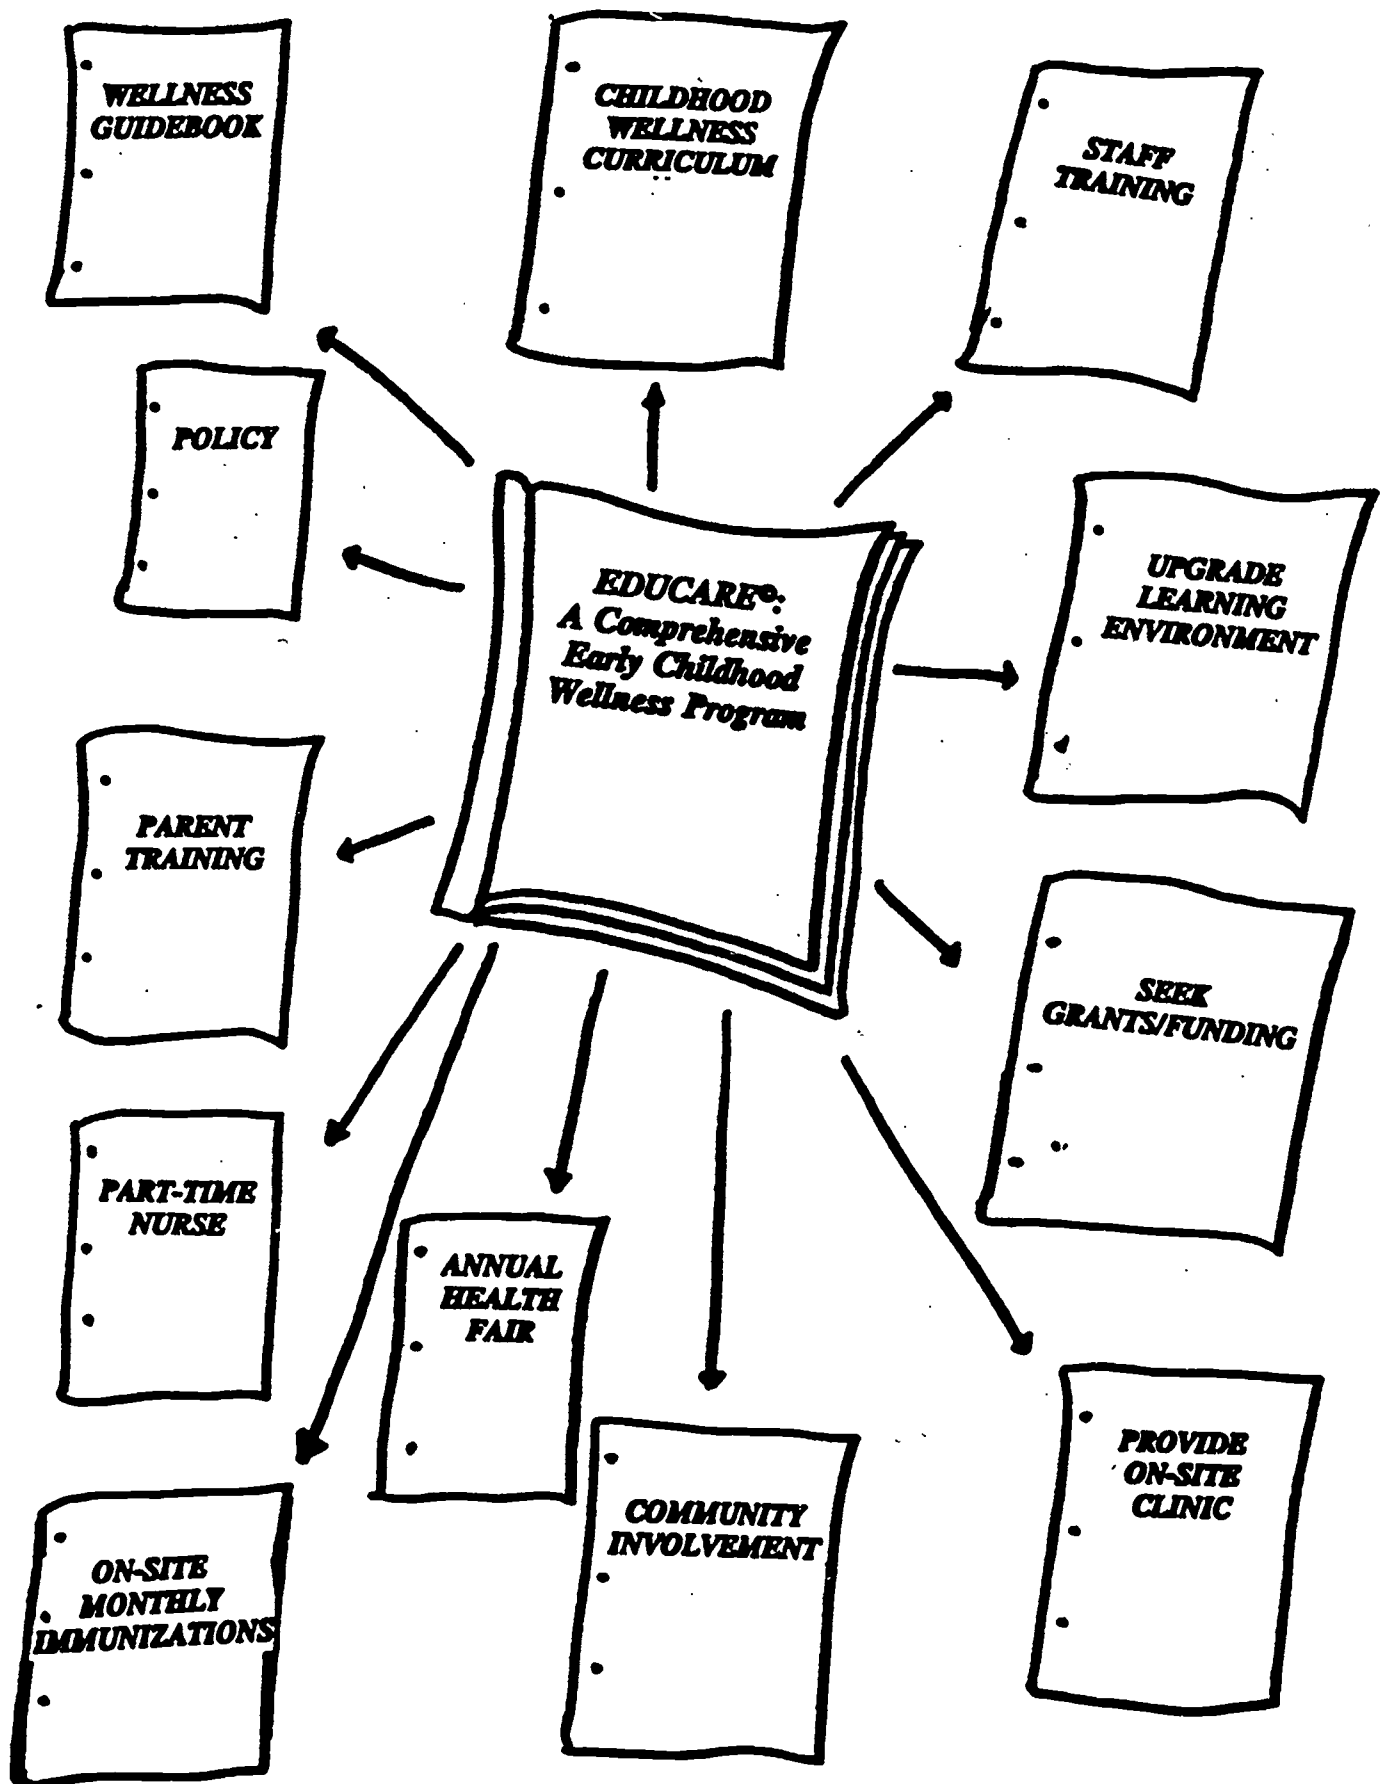 WELLNESS
GUIDEBOOK
CHILDHOOD
WELLNESS
CURRICULUM
STAFF
TRAINING
POLICY
EDUCARE©:
A Comprehensive
Early Childhood
Wellness Program
UPGRADE
LEARNING
ENVIRONMENT
PARENT
TRAINING
SEEK
GRANTS/FUNDING
PART-TIME
NURSE
ANNUAL
HEALTH
FAIR
PROVIDE
ON-SITE
CLINIC
COMMUNITY
INVOLVEMENT
ON-SITE
MONTHLY
IMMUNIZATIONS